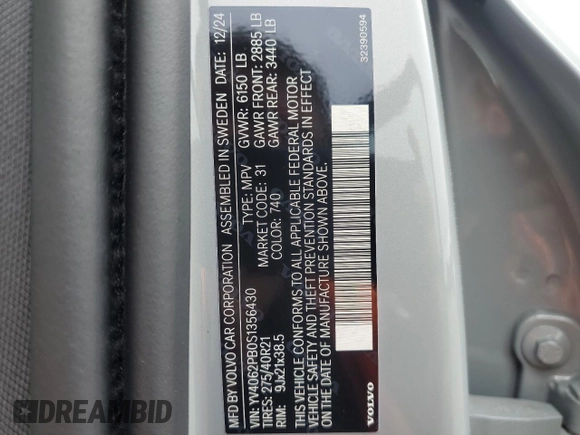 MFD BY VOLVO CAR CORPORATION ASSEMBLED IN SWEDEN DATE: 12/24
VIN: YV4062PB0S1356430 TYPE: MPV GVWR: 6150 LB
TIRES: 275/40R21 MARKET CODE: 31 GAWR FRONT: 2885 LB
RIM: 9Jx21x38.5 COLOR: 740 GAWR REAR: 3440 LB
THIS VEHICLE CONFORMS TO ALL APPLICABLE FEDERAL MOTOR
VEHICLE SAFETY AND THEFT PREVENTION STANDARDS IN EFFECT
ON THE DATE OF MANUFACTURE SHOWN ABOVE.
VOLVO
32390594
DREAMBID
DREAMBID